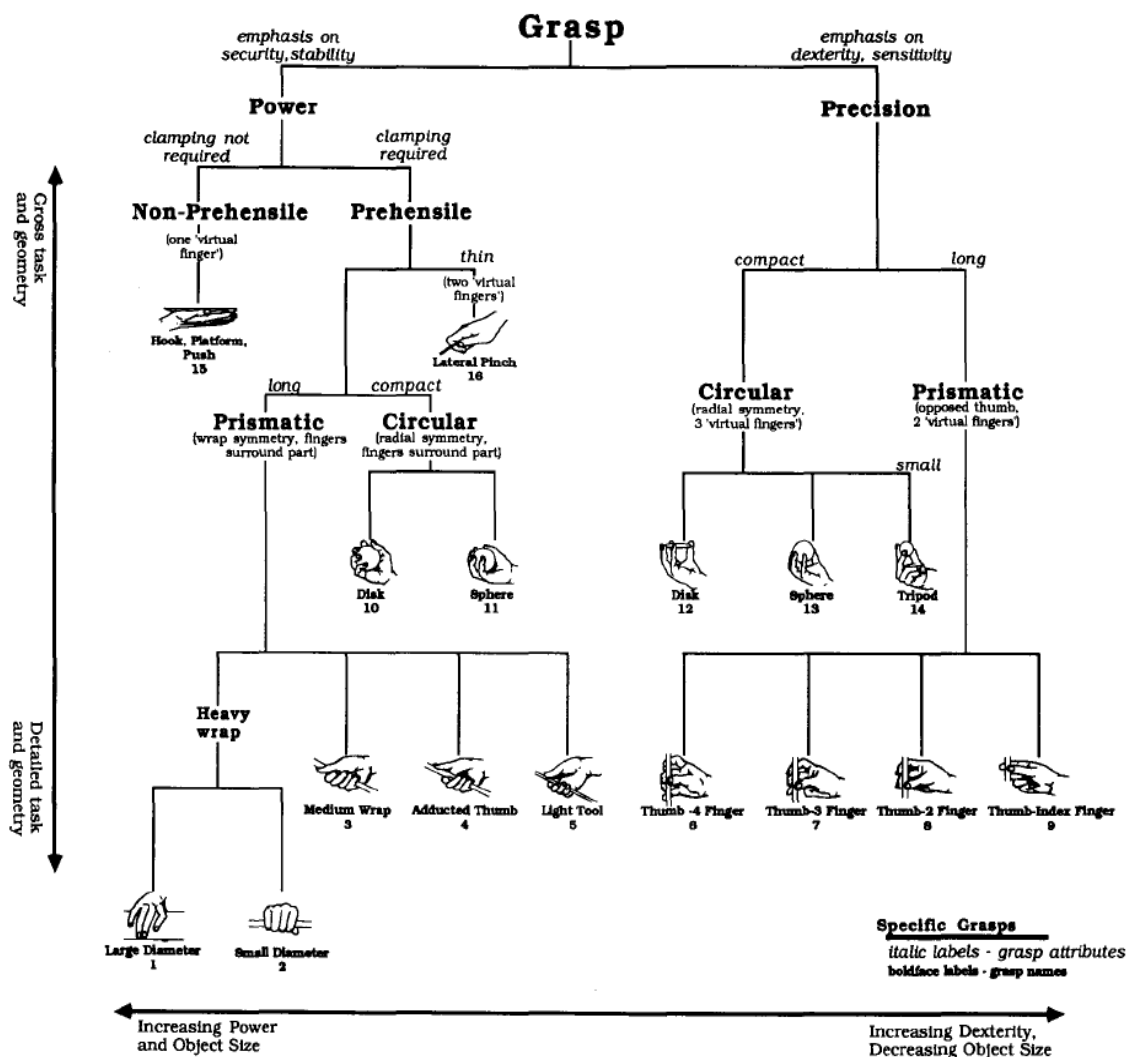 Grasp
emphasis on
security,stability
emphasis on
dexterity, sensitivity
Power
Precision
clamping not
required
clamping
required
Non-Prehensile
(one 'virtual
finger')
Prehensile
thin
(two 'virtual
fingers')
compact
long
Hook, Platform,
Push
15
Lateral Pinch
16
long
compact
Prismatic
(wrap symmetry, fingers
surround part)
Circular
(radial symmetry,
fingers surround part)
Circular
(radial symmetry,
3 'virtual fingers')
Prismatic
(opposed thumb,
2 'virtual fingers')
small
Disk
10
Sphere
11
Disk
12
Sphere
13
Tripod
14
Heavy
wrap
Medium Wrap
3
Adducted Thumb
4
Light Tool
5
Thumb -4 Finger
6
Thumb-3 Finger
7
Thumb-2 Finger
8
Thumb-Index Finger
9
Large Diameter
1
Small Diameter
2
Gross task
and geometry
Detailed task
and geometry
Specific Grasps
italic labels - grasp attributes
boldface labels - grasp names
Increasing Power
and Object Size
Increasing Dexterity,
Decreasing Object Size